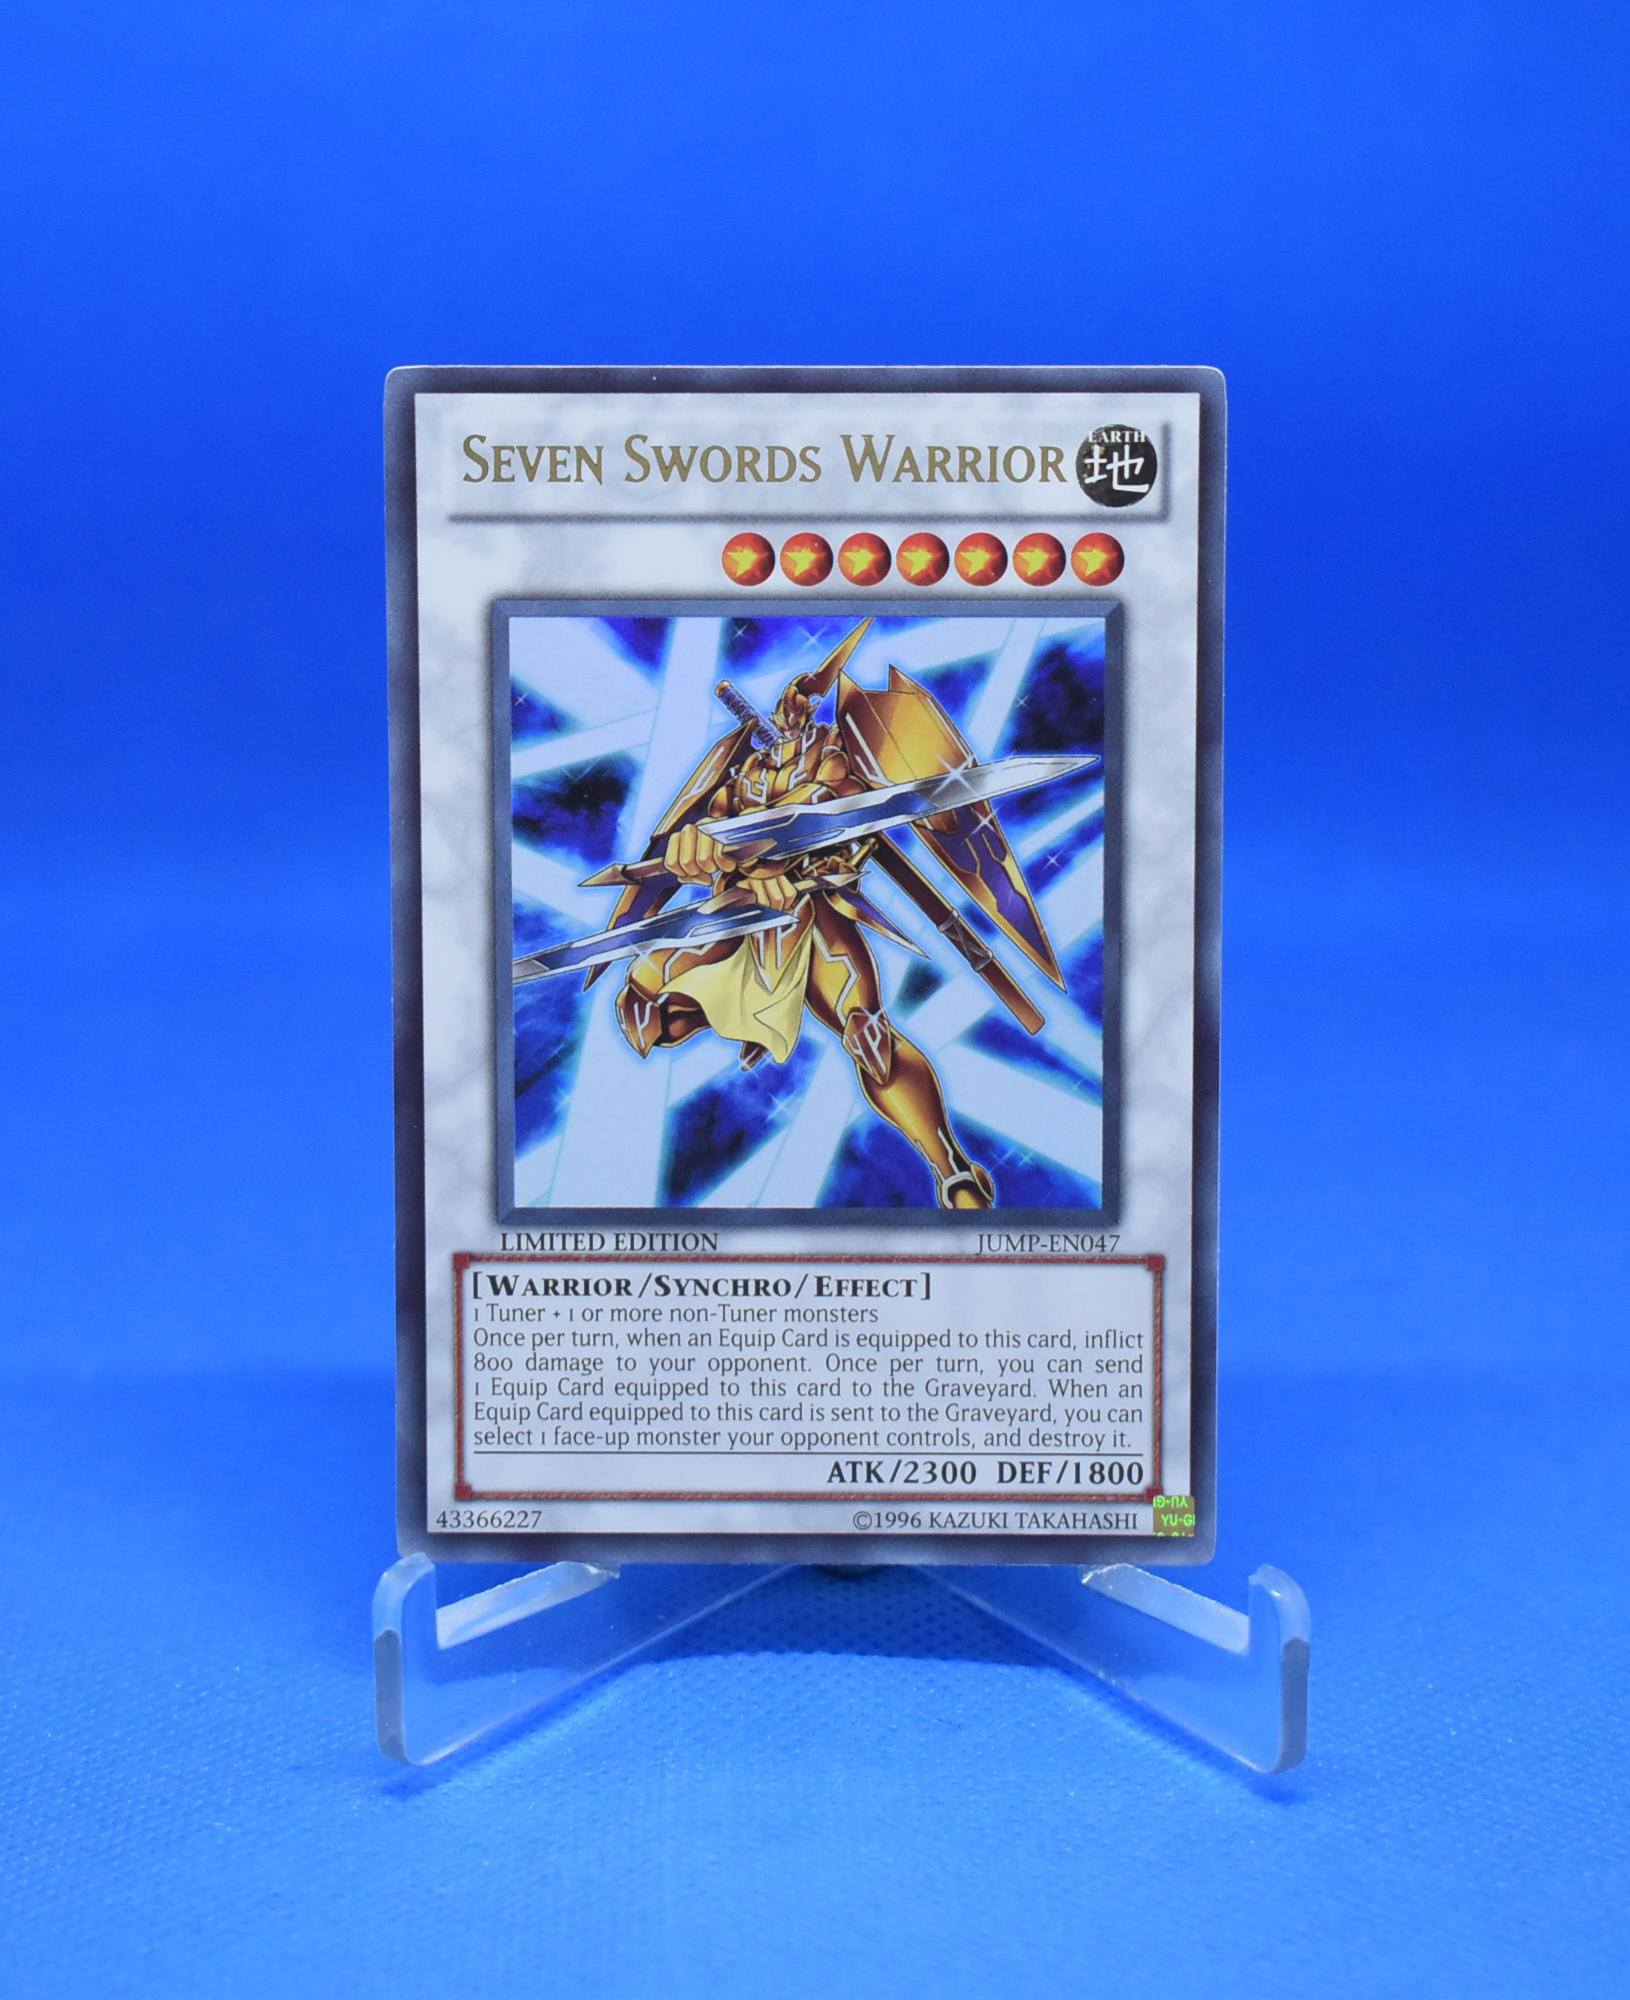 SEVEN SWORDS WARRIOR
EARTH
地
LIMITED EDITION JUMP-EN047
[WARRIOR/SYNCHRO/EFFECT]
1 Tuner + 1 or more non-Tuner monsters
Once per turn, when an Equip Card is equipped to this card, inflict
800 damage to your opponent. Once per turn, you can send
1 Equip Card equipped to this card to the Graveyard. When an
Equip Card equipped to this card is sent to the Graveyard, you can
select 1 face-up monster your opponent controls, and destroy it.
ATK/2300 DEF/1800
43366227 ©1996 KAZUKI TAKAHASHI
YU-G